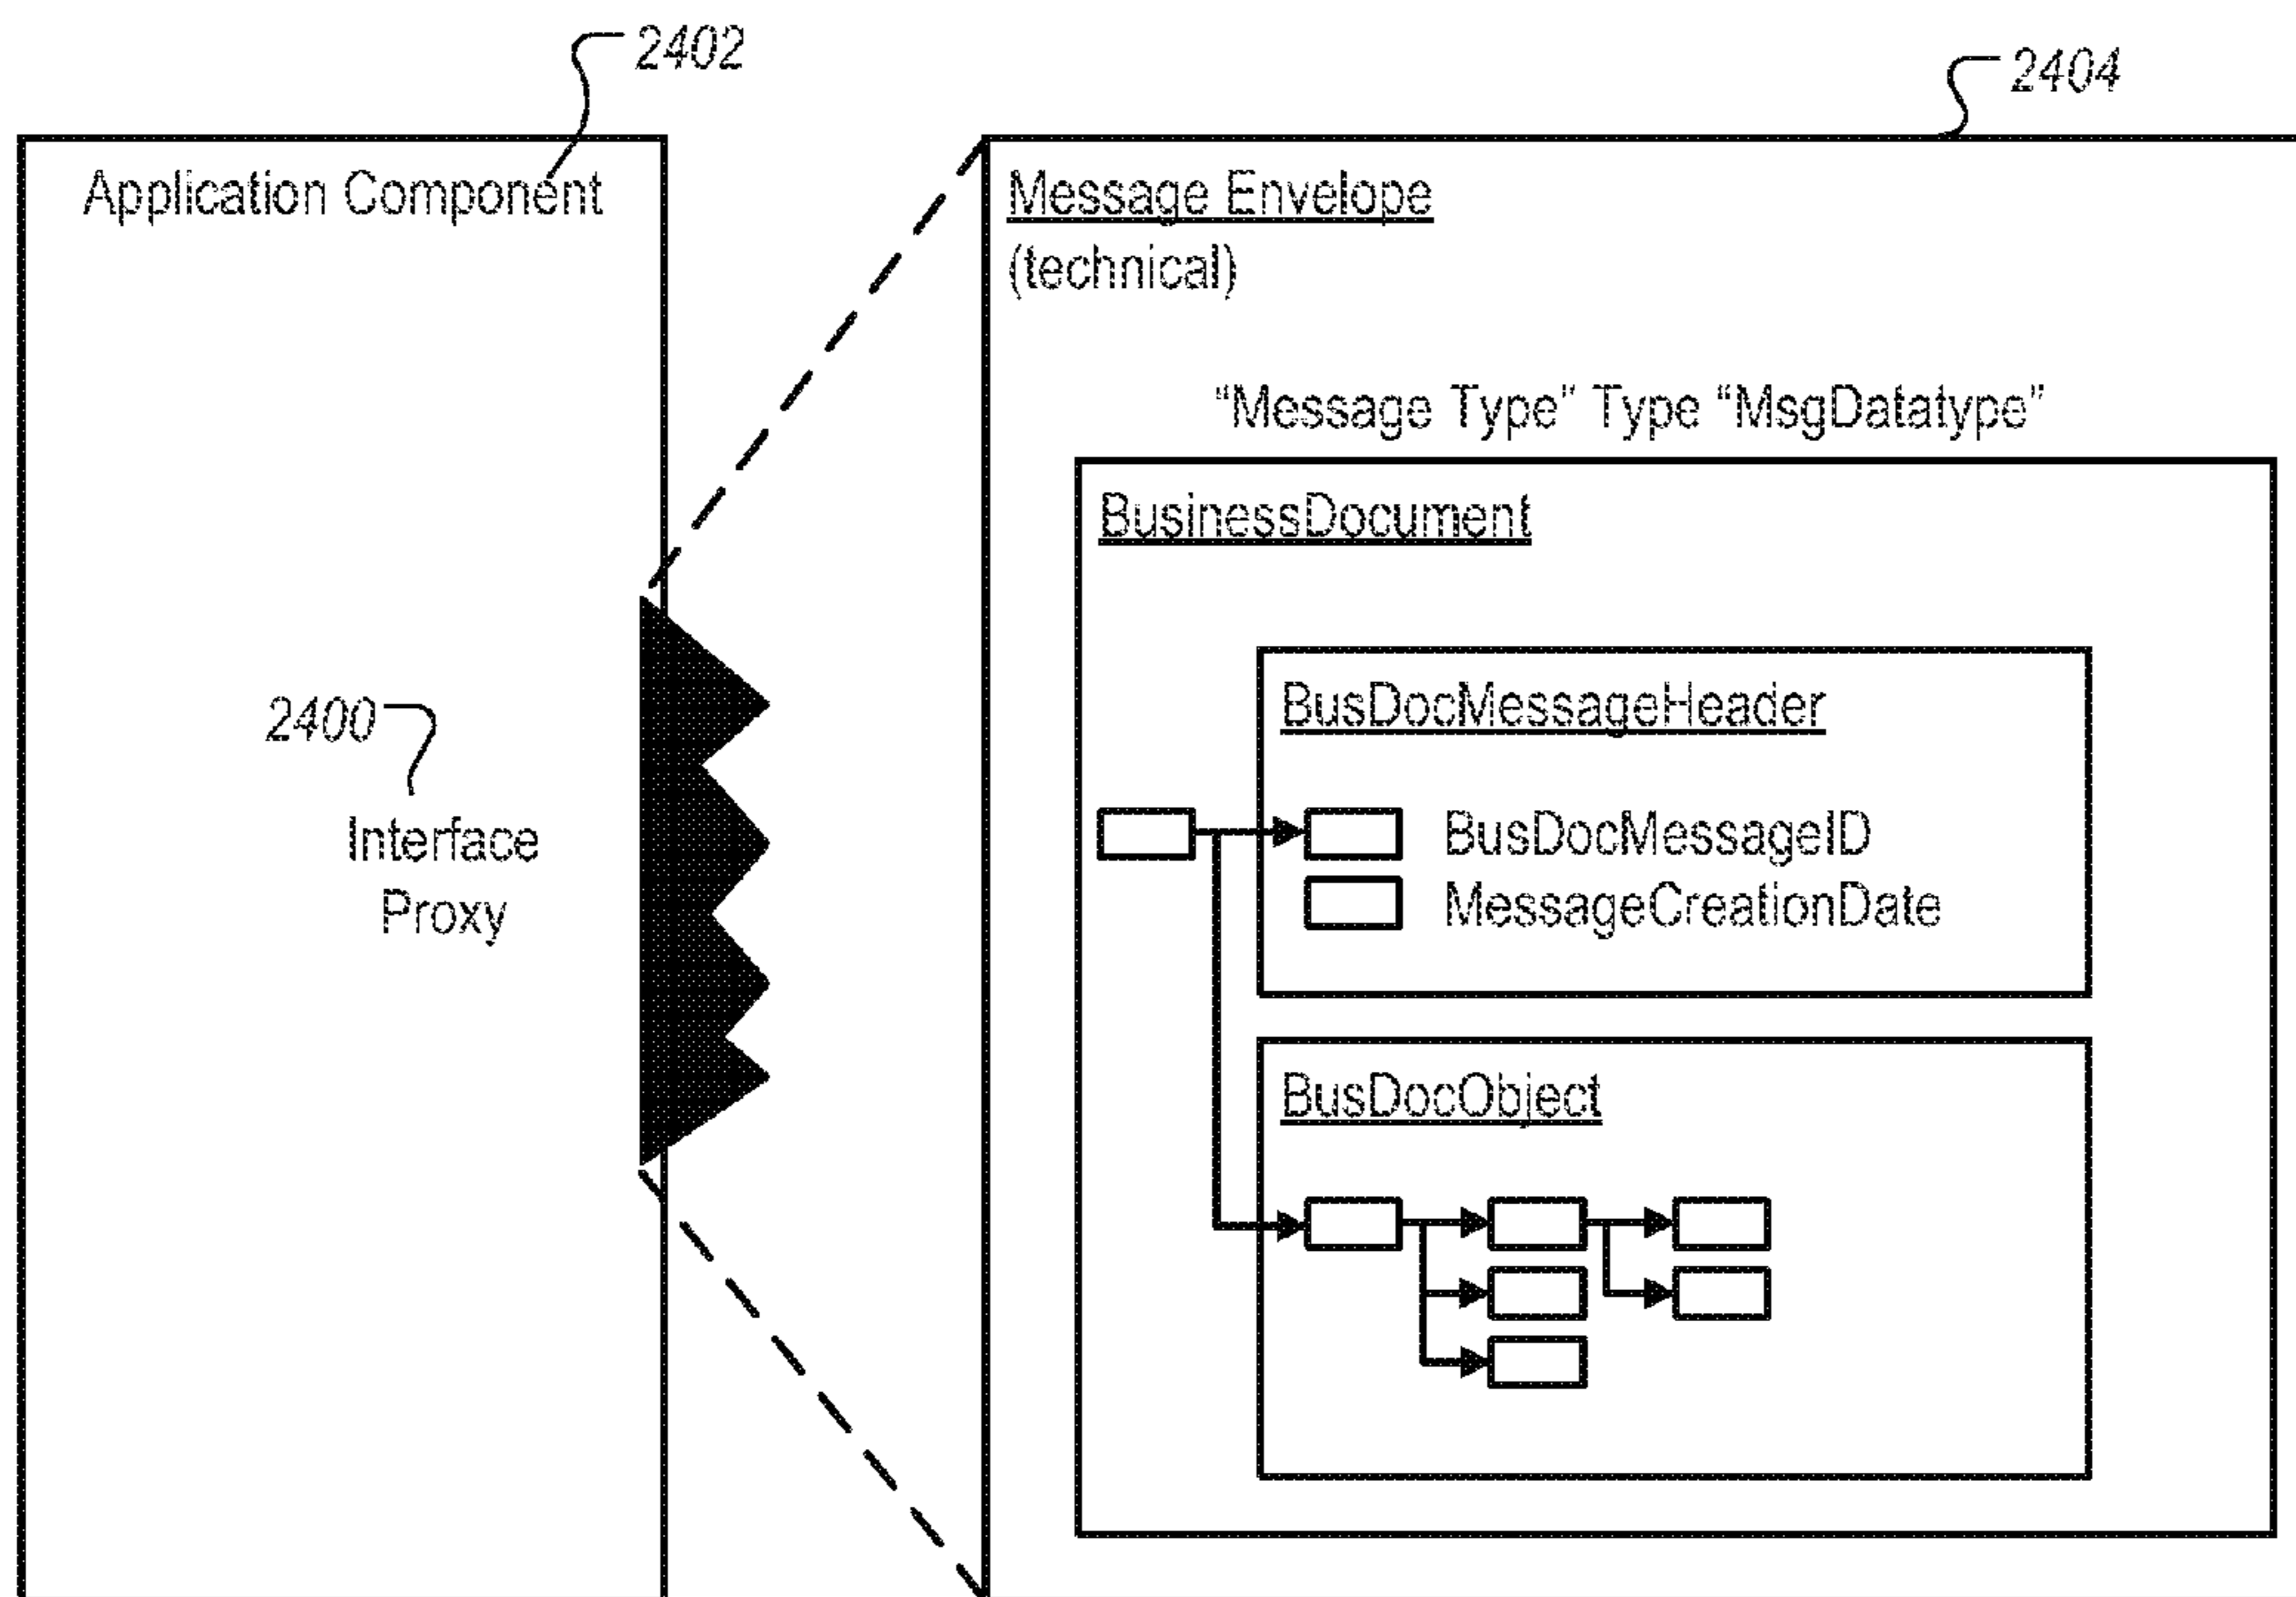 2402
2404
Application Component
Message Envelope
(technical)
“Message Type” Type “MsgDatatype”
BusinessDocument
BusDocMessageHeader
2400
Interface
Proxy
BusDocMessageID
MessageCreationDate
BusDocObject